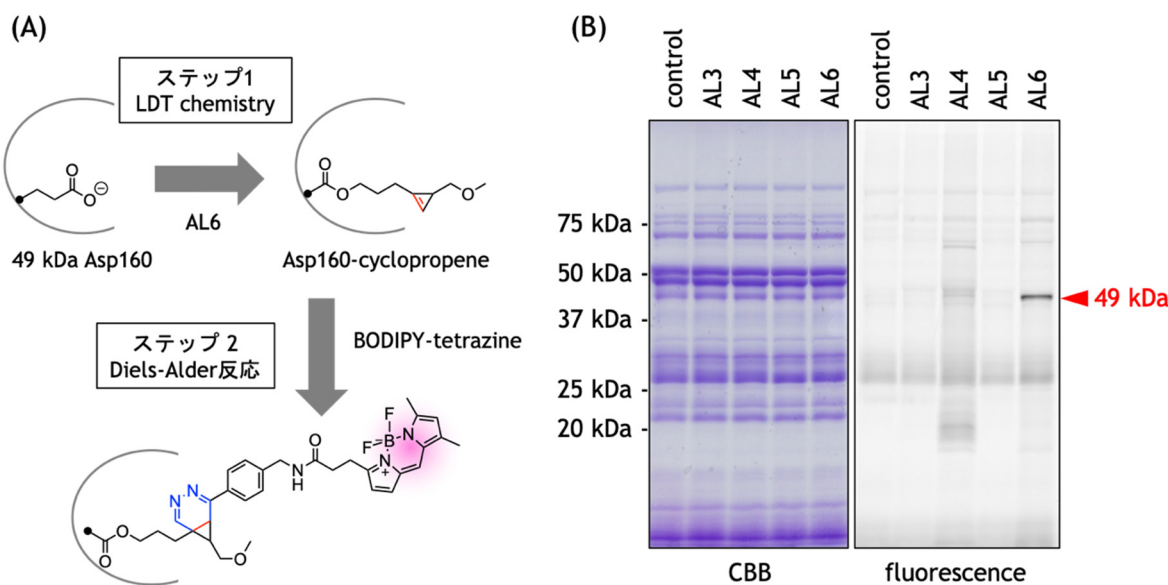 (A)
ステップ1
LDT chemistry
O
O
⊖
AL6
O
O
O
49 kDa Asp160
Asp160-cyclopropene
ステップ 2
Diels-Alder反応
BODIPY-tetrazine
F
F
B
N
N
+
O
N
H
N
N
O
O
O
(B)
control
AL3
AL4
AL5
AL6
control
AL3
AL4
AL5
AL6
75 kDa -
50 kDa -
37 kDa -
25 kDa -
20 kDa -
49 kDa
CBB
fluorescence